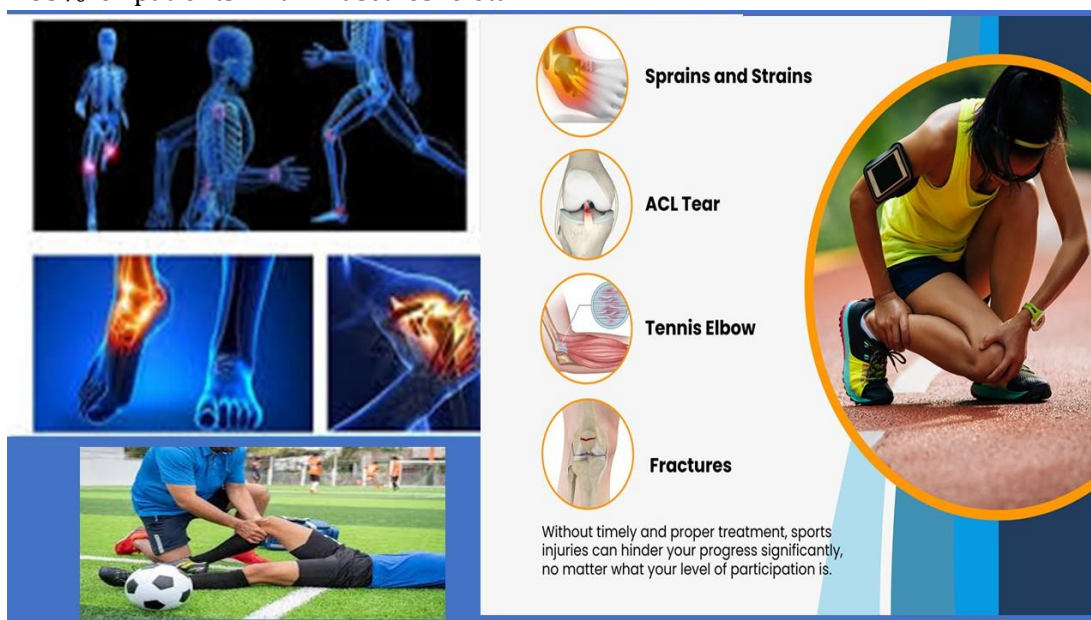 Sprains and Strains
ACL Tear
Tennis Elbow
Fractures
Without timely and proper treatment, sports
injuries can hinder your progress significantly,
no matter what your level of participation is.